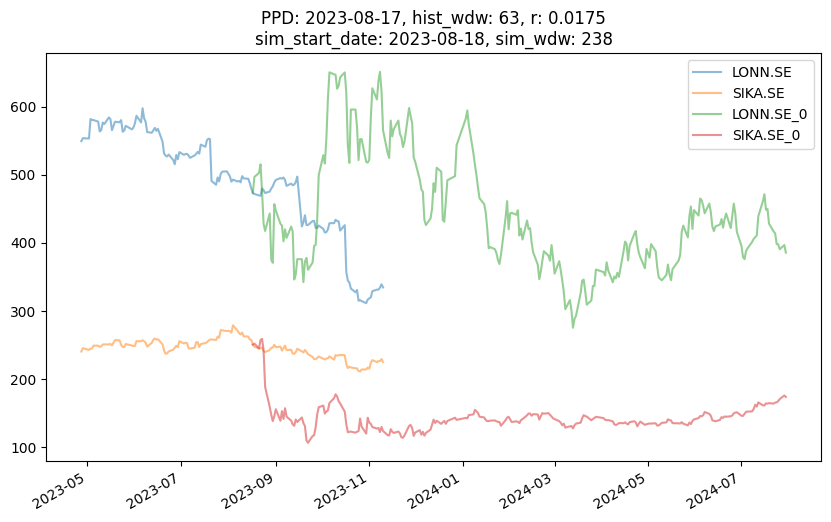 PPD: 2023-08-17, hist_wdw: 63, r: 0.0175
sim_start_date: 2023-08-18, sim_wdw: 238
LONN.SE
SIKA.SE
LONN.SE_0
SIKA.SE_0
600
500
400
300
200
100
2023-05
2023-07
2023-09
2023-11
2024-01
2024-03
2024-05
2024-07